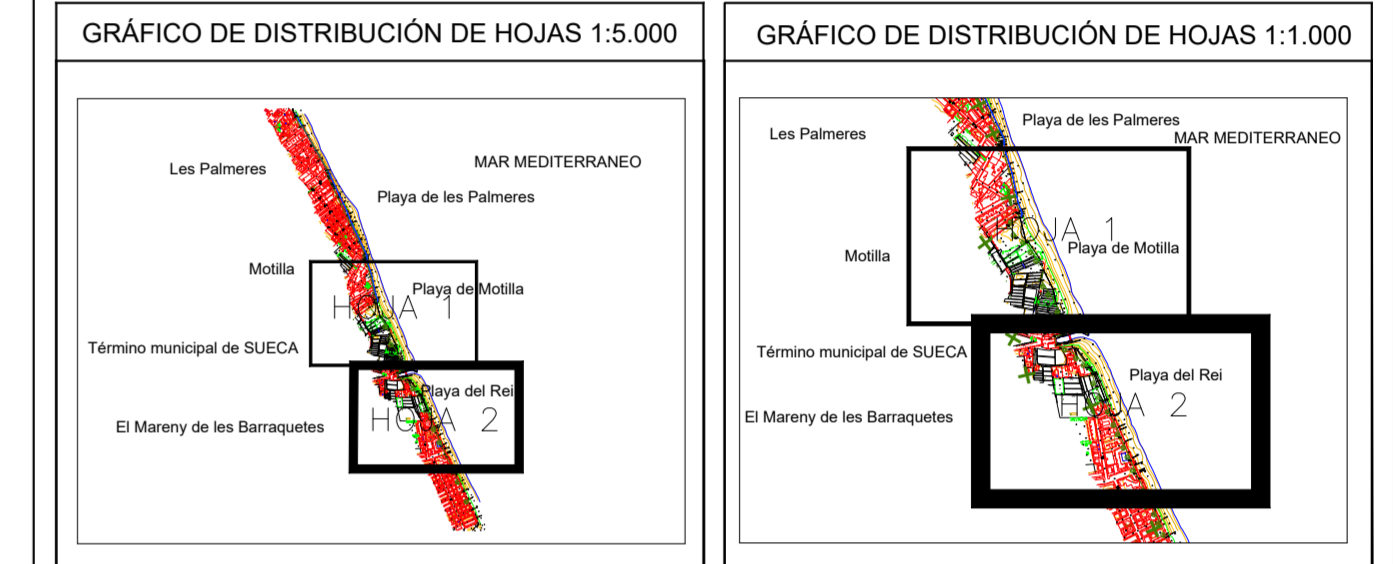 GRÁFICO DE DISTRIBUCIÓN DE HOJAS 1:5.000
Les Palmeres
MAR MEDITERRANEO
Playa de les Palmeres
Motilla
Playa de Motilla
HOJA 1
Término municipal de SUECA
Playa del Rei
HOJA 2
El Mareny de les Barraquetes
GRÁFICO DE DISTRIBUCIÓN DE HOJAS 1:1.000
Playa de les Palmeres
Les Palmeres
MAR MEDITERRANEO
HOJA 1
Playa de Motilla
Motilla
Término municipal de SUECA
Playa del Rei
HOJA 2
El Mareny de les Barraquetes